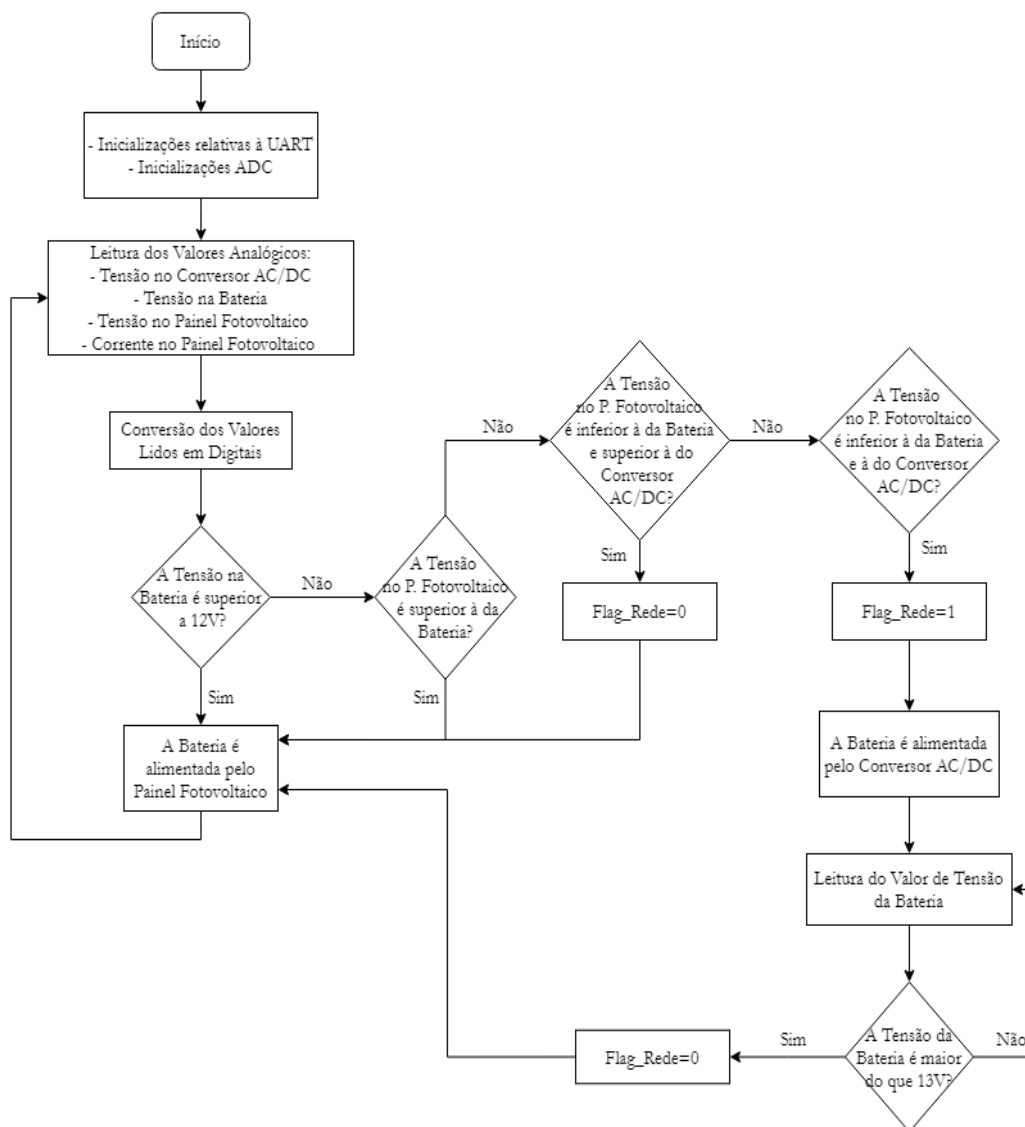 Início
- Inicializações relativas à UART
- Inicializações ADC
Leitura dos Valores Analógicos:
- Tensão no Conversor AC/DC
- Tensão na Bateria
- Tensão no Painel Fotovoltaico
- Corrente no Painel Fotovoltaico
Conversão dos Valores
Lidos em Digitais
A Tensão na
Bateria é superior
a 12V?
Não
Sim
A Tensão
no P. Fotovoltaico
é superior à da
Bateria?
Não
Sim
A Tensão
no P. Fotovoltaico
é inferior à da Bateria
e superior à do
Conversor
AC/DC?
Não
Sim
A Tensão
no P. Fotovoltaico
é inferior à da Bateria
e à do Conversor
AC/DC?
Sim
Flag_Rede=0
Flag_Rede=1
A Bateria é
alimentada pelo
Painel Fotovoltaico
A Bateria é alimentada
pelo Conversor AC/DC
Leitura do Valor de Tensão
da Bateria
A Tensão da
Bateria é maior
do que 13V?
Sim
Não
Flag_Rede=0